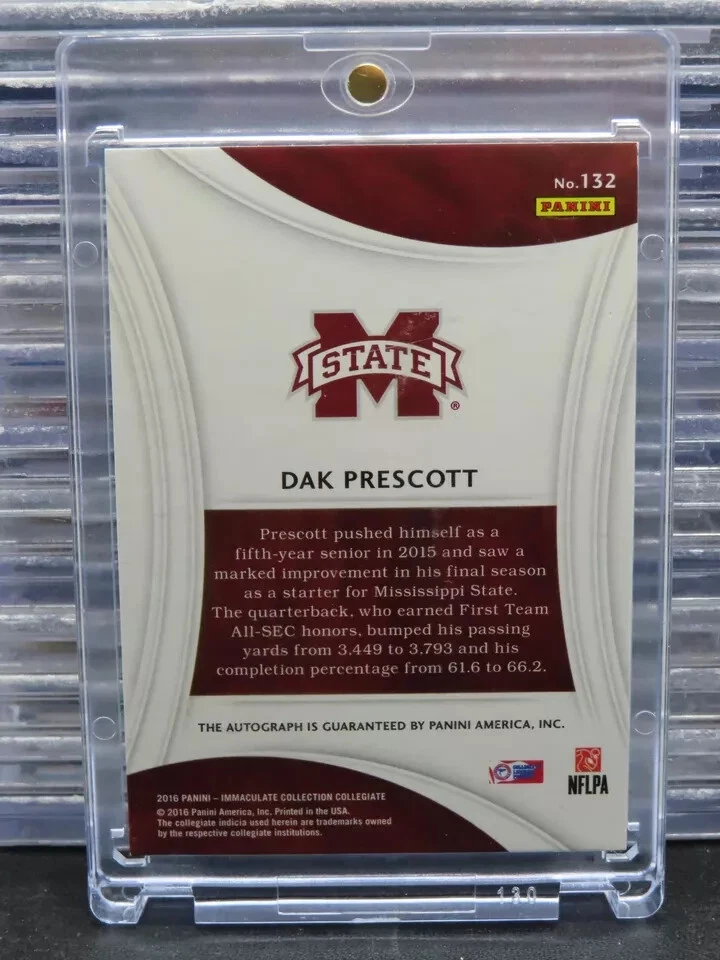 No.132
PANINI
STATE
M
®
DAK PRESCOTT
Prescott pushed himself as a
fifth-year senior in 2015 and saw a
marked improvement in his final season
as a starter for Mississippi State.
The quarterback, who earned First Team
All-SEC honors, bumped his passing
yards from 3,449 to 3,793 and his
completion percentage from 61.6 to 66.2.
THE AUTOGRAPH IS GUARANTEED BY PANINI AMERICA, INC.
NFLPA
2016 PANINI – IMMACULATE COLLECTION COLLEGIATE
© 2016 Panini America, Inc. Printed in the USA.
The collegiate indicia used herein are trademarks owned
by the respective collegiate institutions.
130